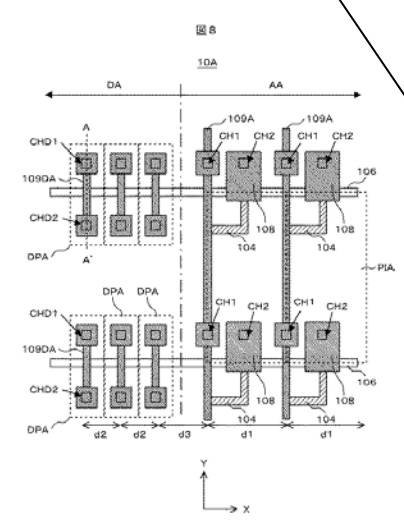 図8
10A
DA AA
A 109A 109A
CHD1 CH1 CH2 CH1 CH2
106
109DA
CHD2 108 108
104 104
DPA A' PIA
DPA DPA
CHD1 CH1 CH2 CH1 CH2
109DA
106
CHD2 108 108
104 104
DPA d2 d2 d3 d1 d1
Y
X